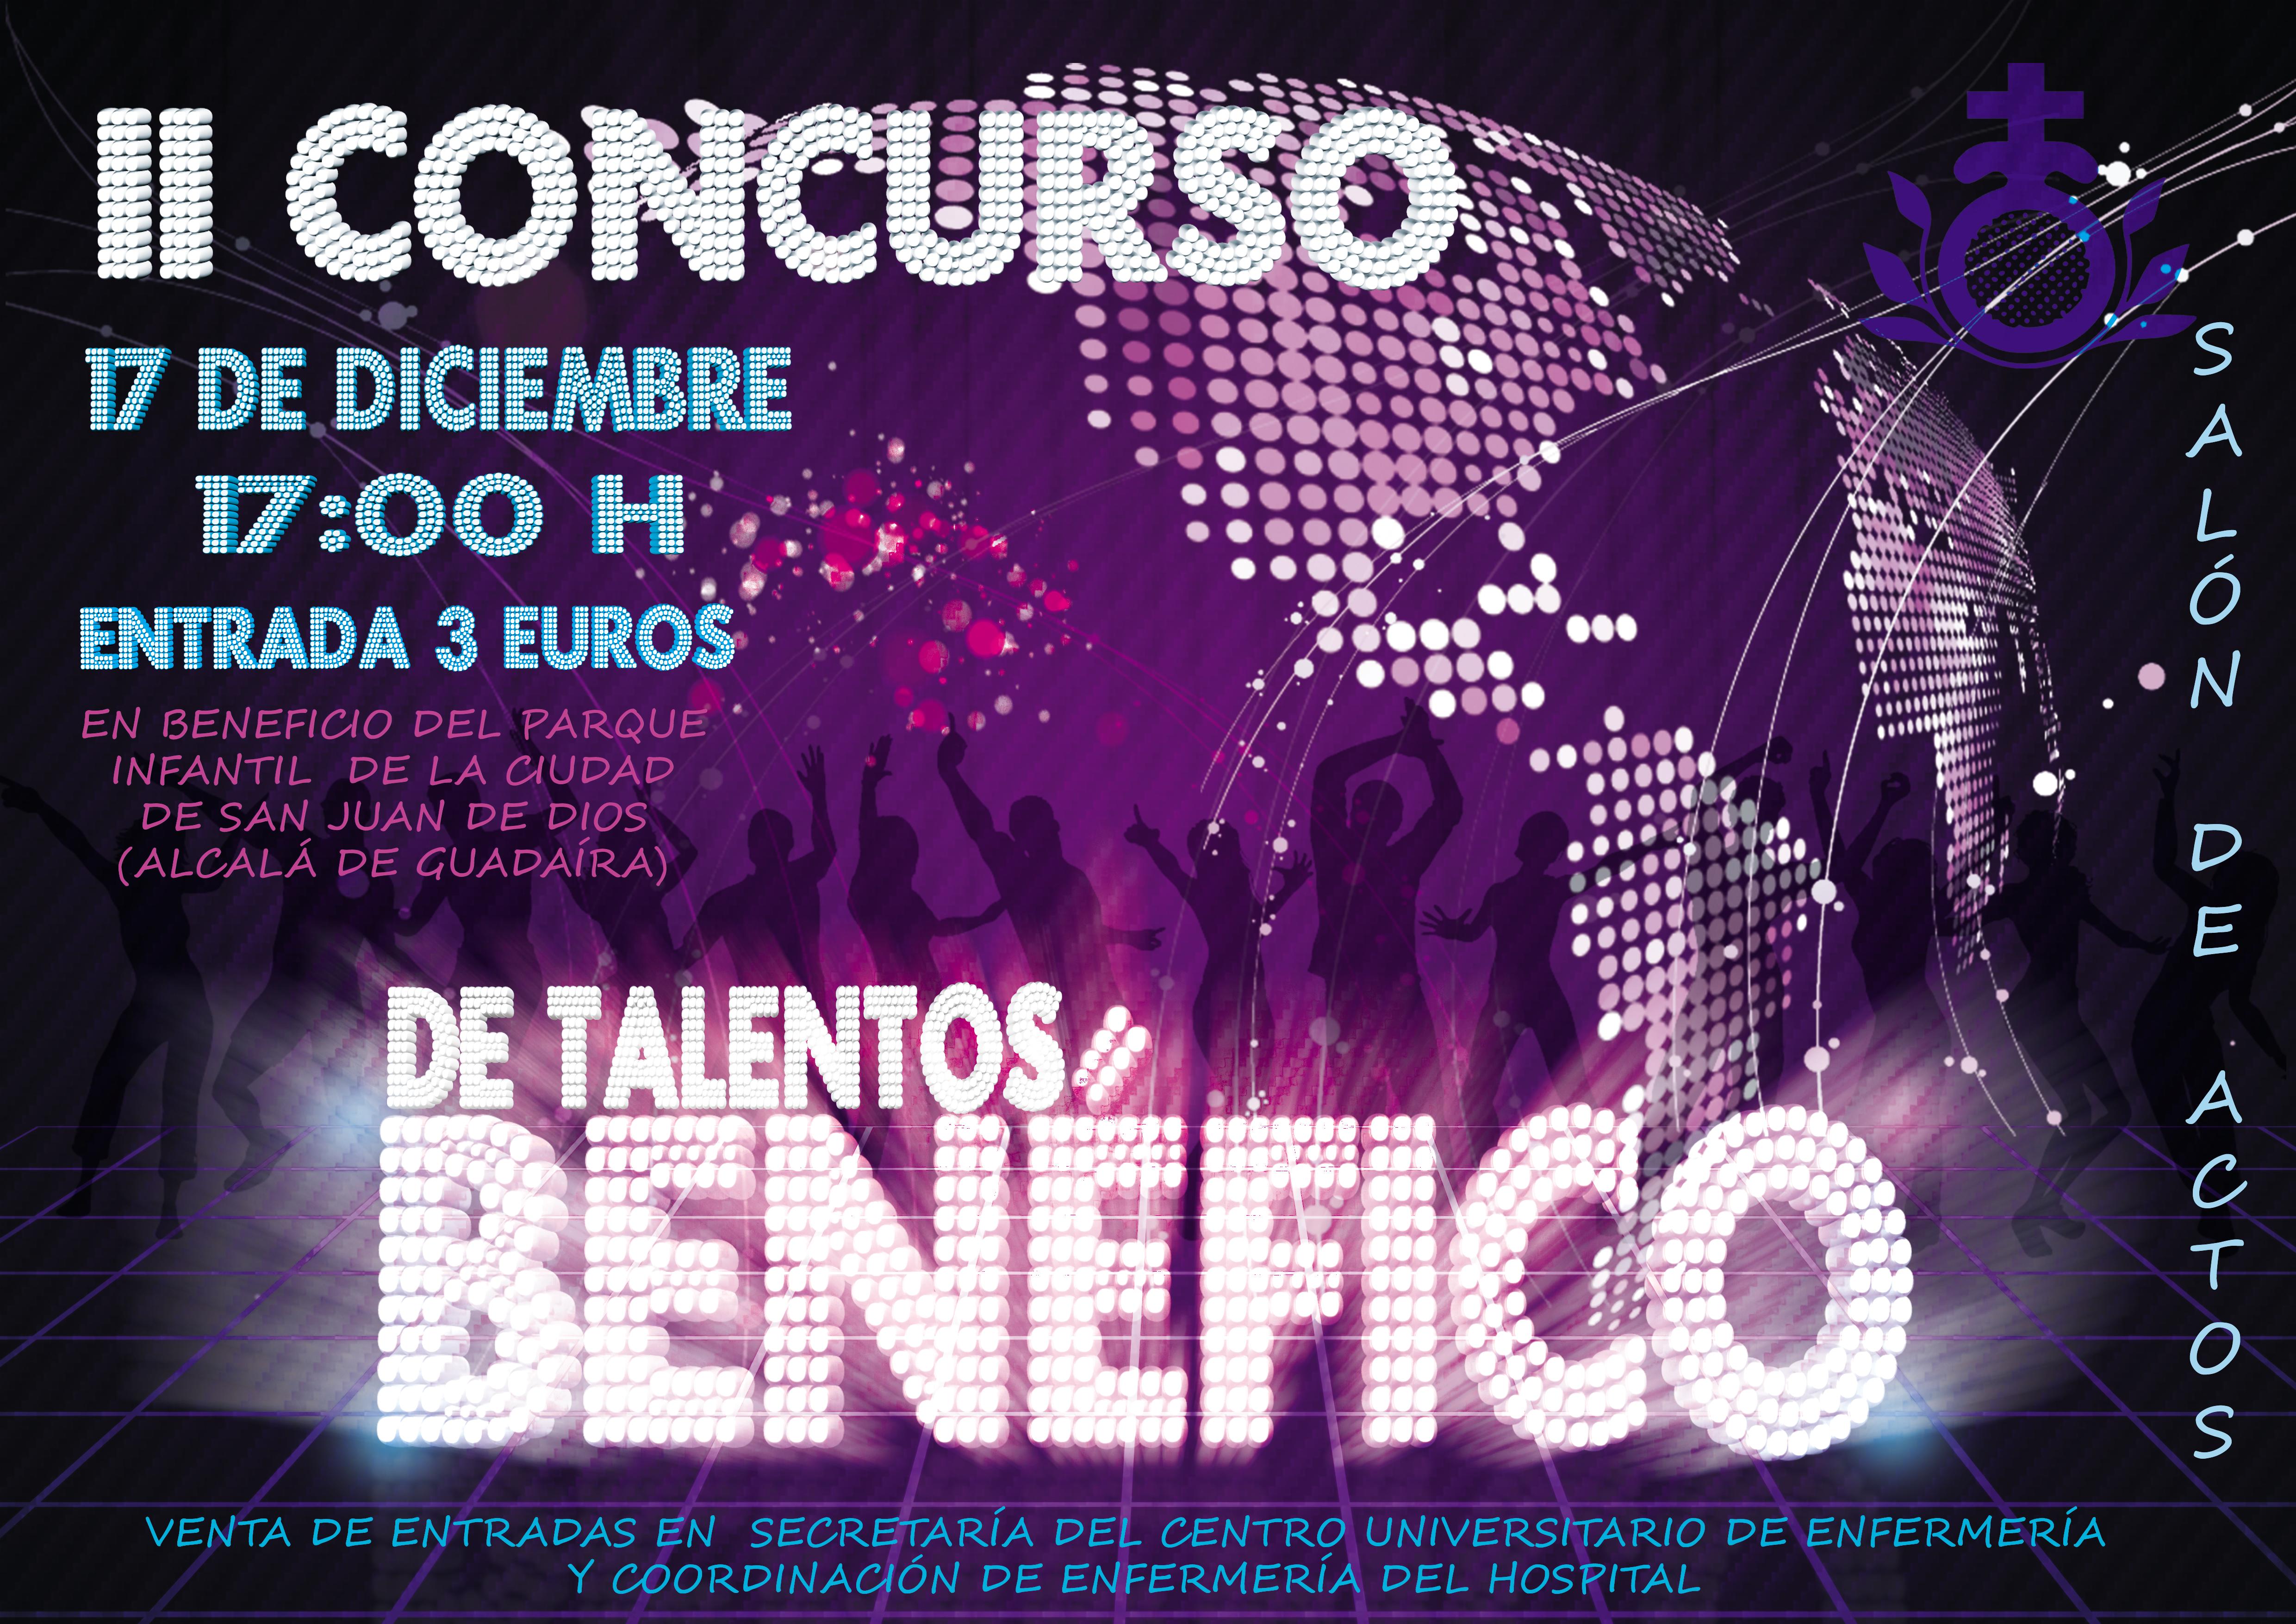 II CONCURSO
17 DE DICIEMBRE
17:00 H
ENTRADA 3 EUROS
EN BENEFICIO DEL PARQUE
INFANTIL DE LA CIUDAD
DE SAN JUAN DE DIOS
(ALCALÁ DE GUADAÍRA)
DE TALENTOS
BENÉFICO
SALÓN DE ACTOS
VENTA DE ENTRADAS EN SECRETARÍA DEL CENTRO UNIVERSITARIO DE ENFERMERÍA
Y COORDINACIÓN DE ENFERMERÍA DEL HOSPITAL